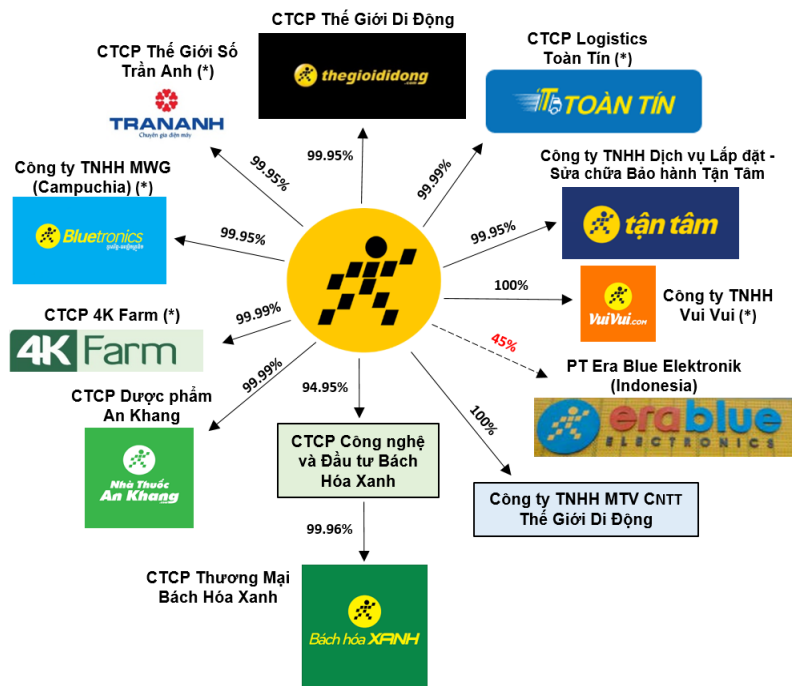 CTCP Thế Giới Di Động
thegioididong
.com
CTCP Thế Giới Số
Trần Anh (*)
TRANANH
Chuyên gia điện máy
CTCP Logistics
Toàn Tín (*)
TOÀN TÍN
99.95%
99.95%
99.99%
Công ty TNHH MWG
(Campuchia) (*)
Bluetronics
99.95%
Công ty TNHH Dịch vụ Lắp đặt -
Sửa chữa Bảo hành Tận Tâm
tận tâm
99.95%
100%
Công ty TNHH
Vui Vui (*)
VuiVui.COM
CTCP 4K Farm (*)
4K Farm
99.99%
45%
PT Era Blue Elektronik
(Indonesia)
erablue
ELECTRONICS
CTCP Dược phẩm
An Khang
99.99%
Nhà Thuốc
An Khang
.com
94.95%
100%
CTCP Công nghệ
và Đầu tư Bách
Hóa Xanh
Công ty TNHH MTV CNTT
Thế Giới Di Động
99.96%
CTCP Thương Mại
Bách Hóa Xanh
Bách hóa XANH